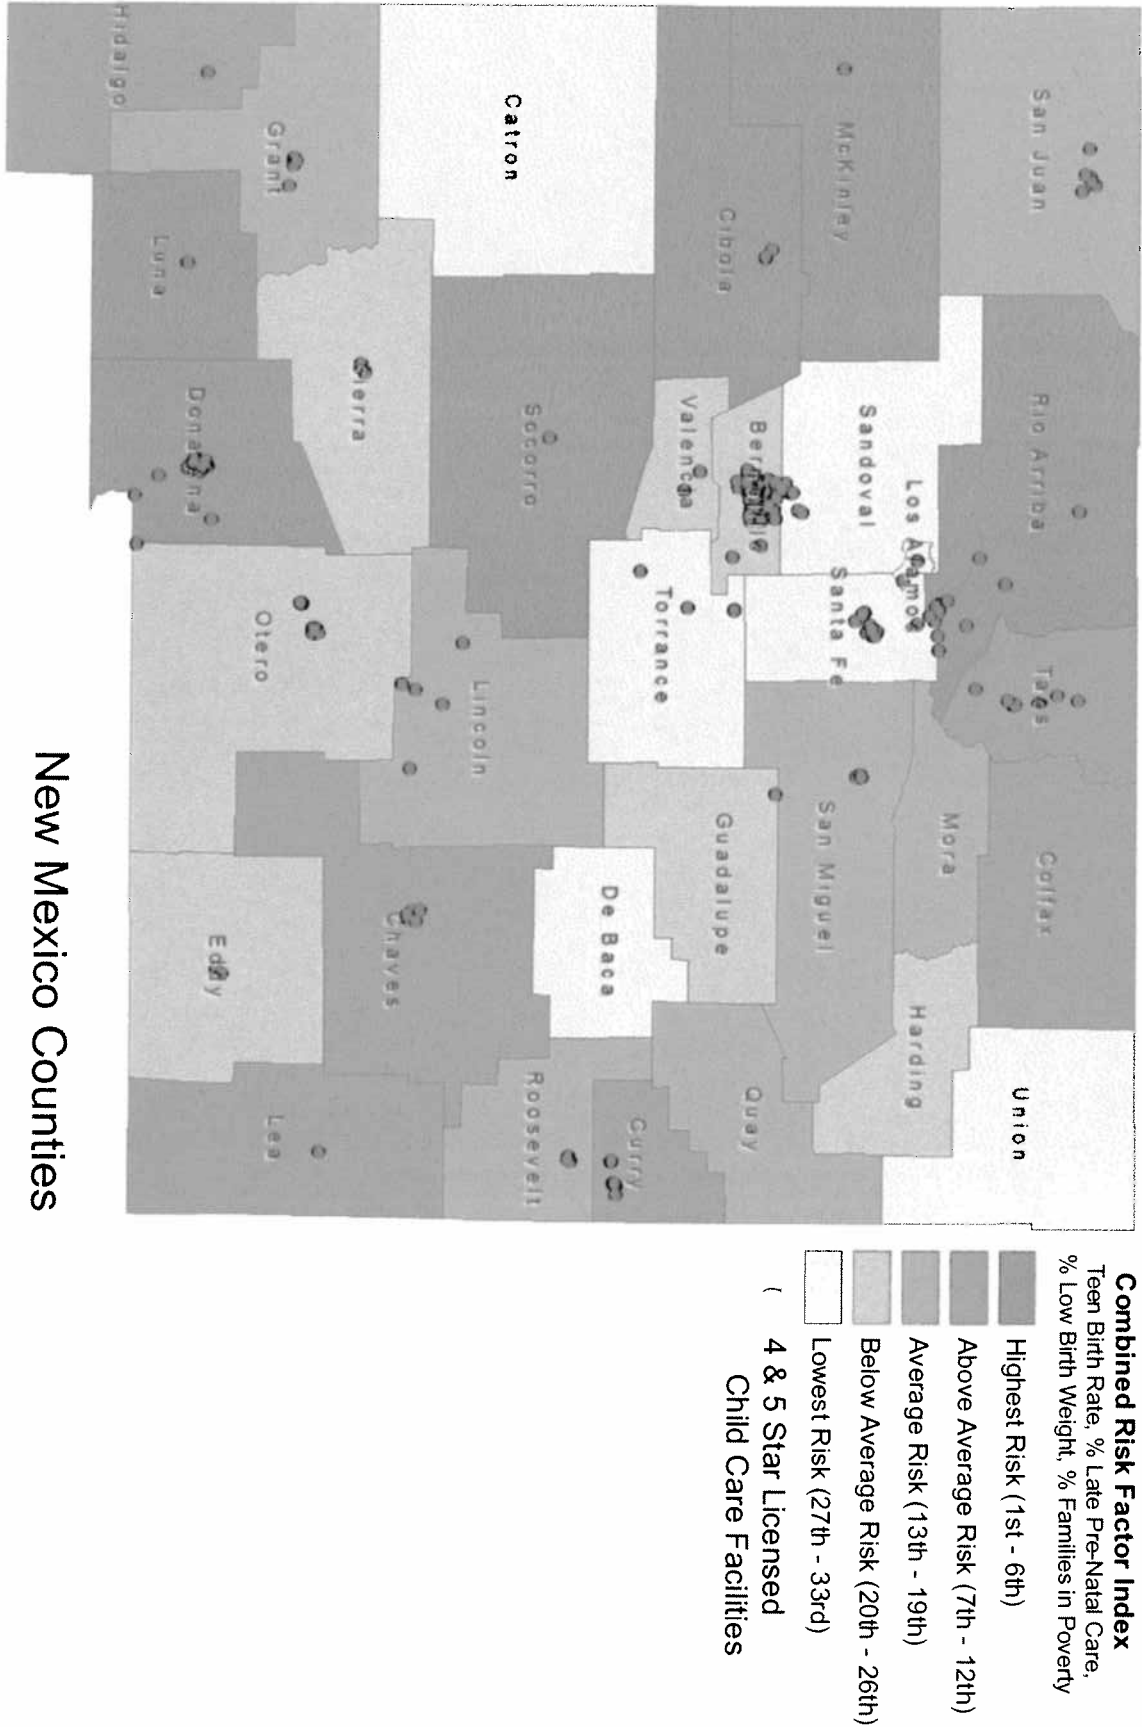 San Juan
Rio Arriba
Taos
Colfax
Union
McKinley
Sandoval
Los Alamos
Santa Fe
Mora
Harding
San Miguel
Cibola
Valencia
Torrance
Guadalupe
Quay
Catron
Socorro
De Baca
Curry
Roosevelt
Lincoln
Chaves
Grant
Sierra
Otero
Eddy
Lea
Hidalgo
Luna
Dona Ana
Combined Risk Factor Index
Teen Birth Rate, % Late Pre-Natal Care,
% Low Birth Weight, % Families in Poverty
Highest Risk (1st - 6th)
Above Average Risk (7th - 12th)
Average Risk (13th - 19th)
Below Average Risk (20th - 26th)
Lowest Risk (27th - 33rd)
( 4 & 5 Star Licensed
Child Care Facilities
New Mexico Counties